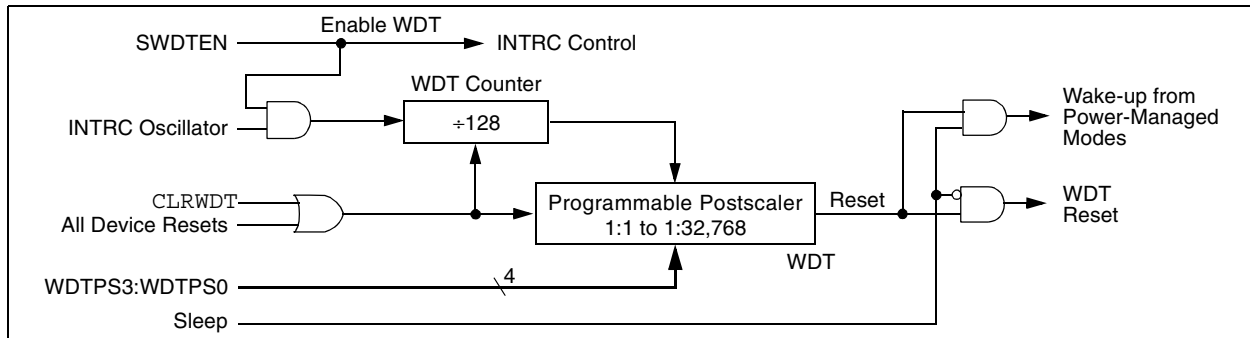 Enable WDT
SWDTEN
INTRC Control
WDT Counter
INTRC Oscillator
÷128
Wake-up from
Power-Managed
Modes
CLRWDT
All Device Resets
Programmable Postscaler
1:1 to 1:32,768
Reset
WDT
Reset
WDT
4
WDTPS3:WDTPS0
Sleep